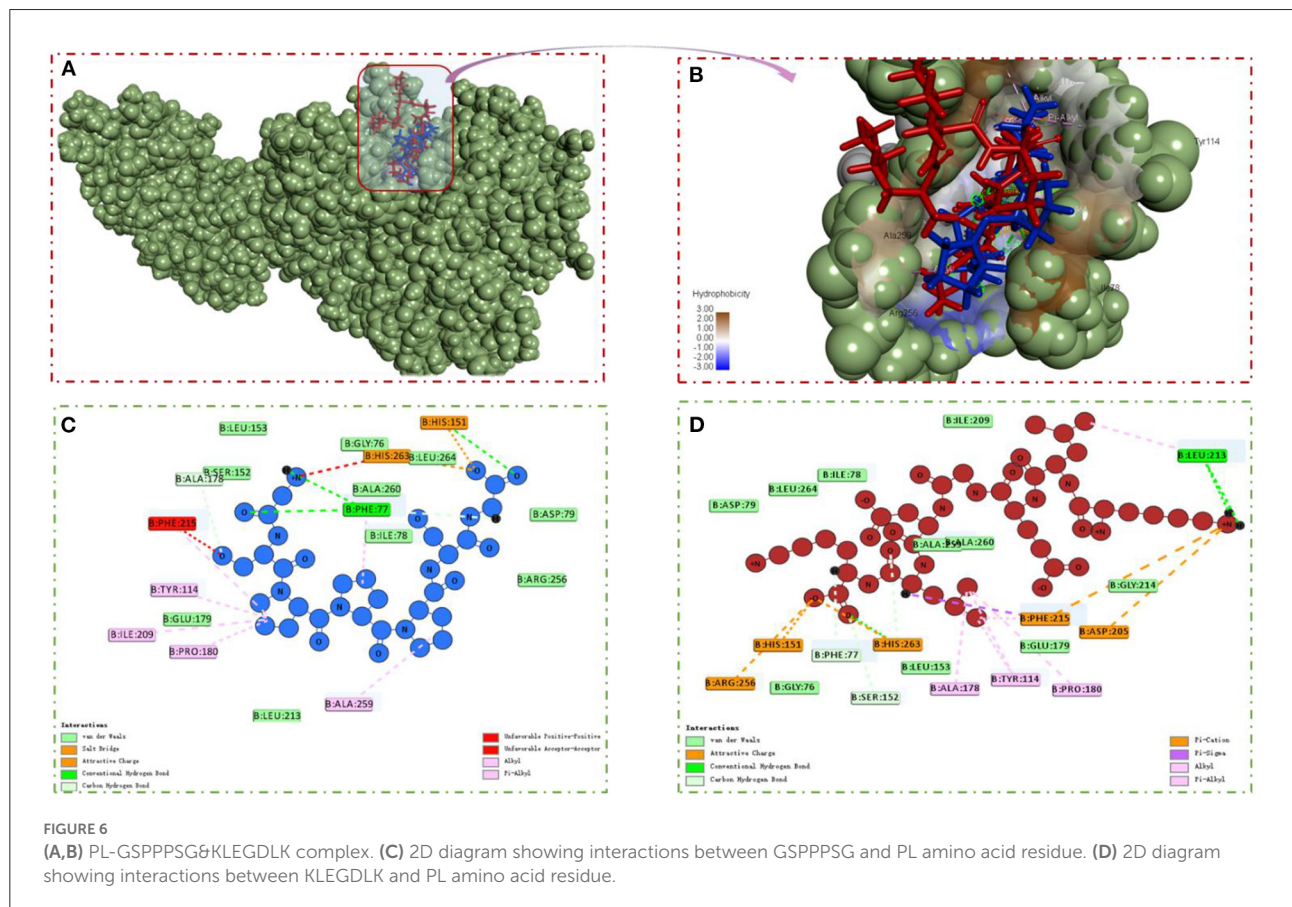 A
B
Alkyl
Pi-Alkyl
Tyr114
Ala259
Ile78
Arg256
Hydrophobicity
3.00
2.00
1.00
0.00
-1.00
-2.00
-3.00
C
B:LEU:153
B:HIS:151
B:GLY:76
B:HIS:263
B:LEU:264
B:SER:152
B:ALA:178
B:ALA:260
B:PHE:77
B:ASP:79
B:PHE:215
B:ILE:78
B:ARG:256
B:TYR:114
B:GLU:179
B:ILE:209
B:PRO:180
B:ALA:259
B:LEU:213
Interactions
van der Waals
Salt Bridge
Attractive Charge
Conventional Hydrogen Bond
Carbon Hydrogen Bond
Unfavorable Positive-Positive
Unfavorable Acceptor-Acceptor
Alkyl
Pi-Alkyl
D
B:ILE:209
B:LEU:213
B:ILE:78
B:LEU:264
B:ASP:79
B:ALA:259
B:ALA:260
B:GLY:214
B:PHE:215
B:ASP:205
B:HIS:151
B:HIS:263
B:GLU:179
B:PHE:77
B:LEU:153
B:ARG:256
B:GLY:76
B:SER:152
B:ALA:178
B:TYR:114
B:PRO:180
Interactions
van der Waals
Attractive Charge
Conventional Hydrogen Bond
Carbon Hydrogen Bond
Pi-Cation
Pi-Sigma
Alkyl
Pi-Alkyl
FIGURE 6
(A,B) PL-GSPPPSG&KLEGDLK complex. (C) 2D diagram showing interactions between GSPPPSG and PL amino acid residue. (D) 2D diagram
showing interactions between KLEGDLK and PL amino acid residue.